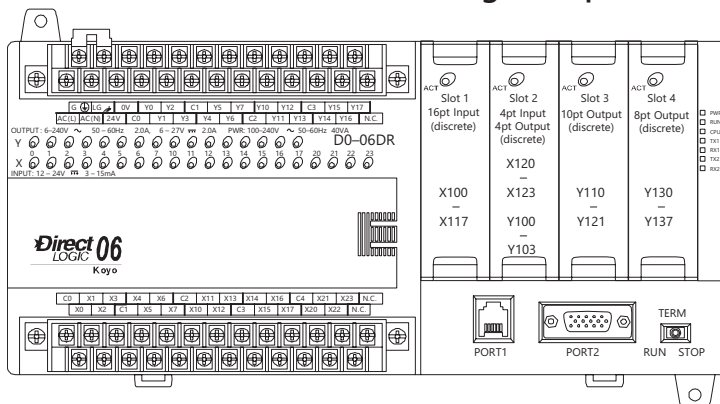 ACT ACT ACT ACT
Slot 1
16pt Input
(discrete)
X100
–
X117
Slot 2
4pt Input
4pt Output
(discrete)
X120
–
X123
Y100
–
Y103
Slot 3
10pt Output
(discrete)
Y110
–
Y121
Slot 4
8pt Output
(discrete)
Y130
–
Y137
PWR
RUN
CPU
TX1
RX1
TX2
RX2
G LG 0V Y0 Y2 C1 Y5 Y7 Y10 Y12 C3 Y15 Y17
AC(L) AC(N) 24V C0 Y1 Y3 Y4 Y6 C2 Y11 Y13 Y14 Y16 N.C.
OUTPUT: 6–240V ~ 50 – 60Hz 2.0A, 6 – 27V ⎓ 2.0A PWR: 100–240V ~ 50–60Hz 40VA
Y D0–06DR
0 1 2 3 4 5 6 7 10 11 12 13 14 15 16 17 20 21 22 23
X
INPUT: 12 – 24V ⎓ 3 – 15mA
Direct
LOGIC 06
Koyo
C0 X1 X3 X4 X6 C2 X11 X13 X14 X16 C4 X21 X23 N.C.
X0 X2 C1 X5 X7 X10 X12 C3 X15 X17 X20 X22 N.C.
PORT1
PORT2
TERM
RUN STOP